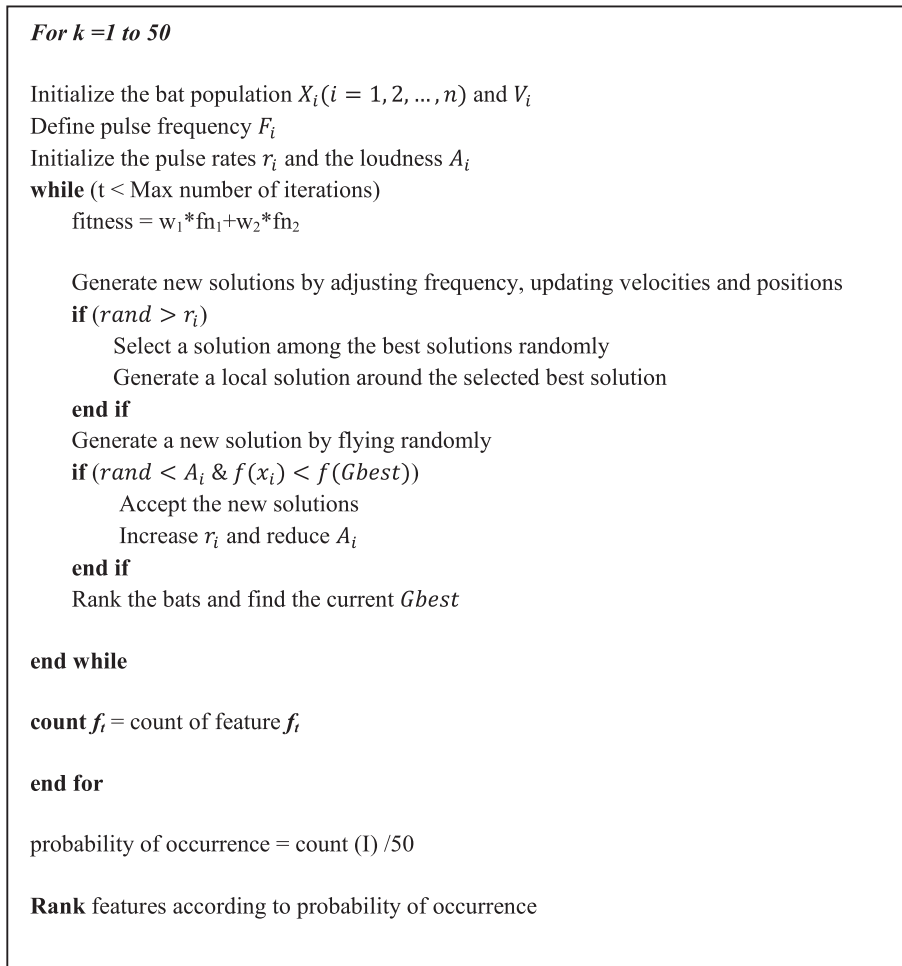 For k =1 to 50
Initialize the bat population X_i(i = 1, 2, ..., n) and V_i
Define pulse frequency F_i
Initialize the pulse rates r_i and the loudness A_i
while (t < Max number of iterations)
fitness = w₁*fn₁+w₂*fn₂
Generate new solutions by adjusting frequency, updating velocities and positions
if (rand > r_i)
Select a solution among the best solutions randomly
Generate a local solution around the selected best solution
end if
Generate a new solution by flying randomly
if (rand < A_i & f(x_i) < f(Gbest))
Accept the new solutions
Increase r_i and reduce A_i
end if
Rank the bats and find the current Gbest
end while
count f_t = count of feature f_t
end for
probability of occurrence = count (I) /50
Rank features according to probability of occurrence